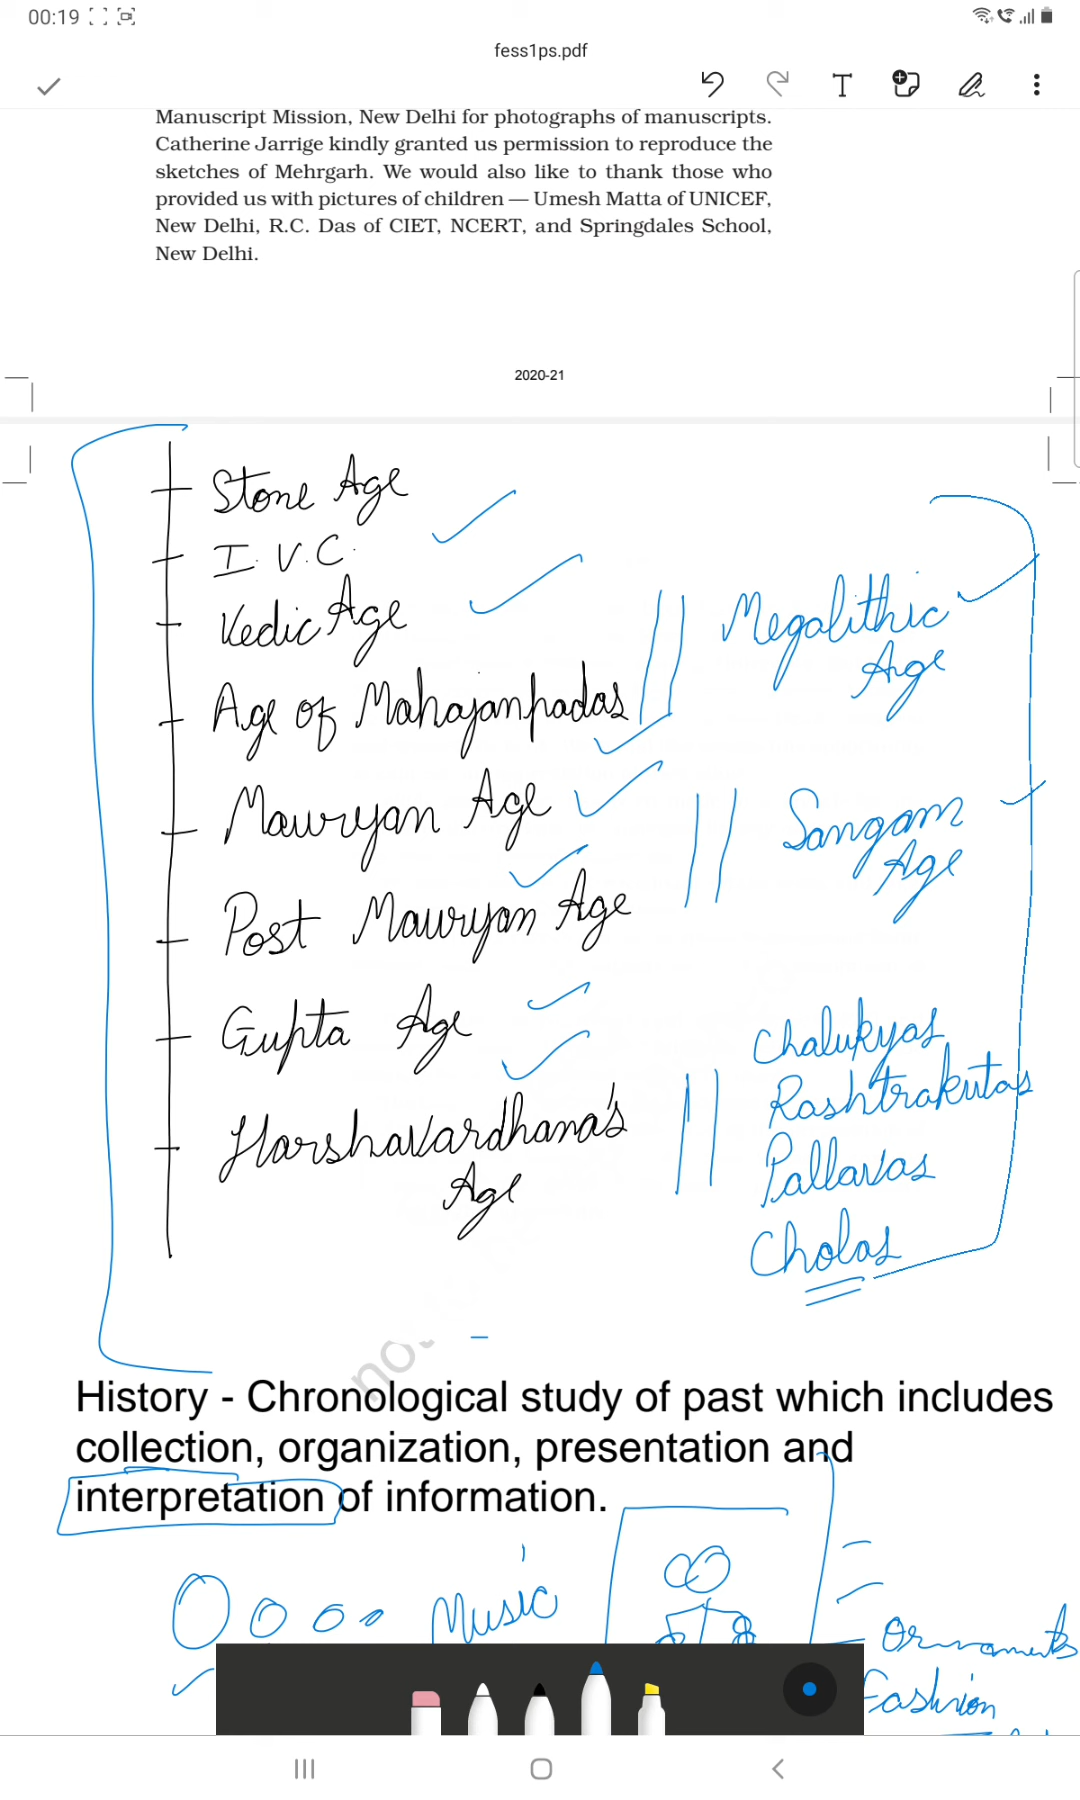 00:19
fess1ps.pdf
T
Manuscript Mission, New Delhi for photographs of manuscripts.
Catherine Jarrige kindly granted us permission to reproduce the
sketches of Mehrgarh. We would also like to thank those who
provided us with pictures of children — Umesh Matta of UNICEF,
New Delhi, R.C. Das of CIET, NCERT, and Springdales School,
New Delhi.
2020-21
Stone Age
I.V.C.
Vedic Age
Megalithic
Age
Age of Mahajanpadas
Mauryan Age
Sangam
Age
Post Mauryan Age
Gupta Age
Chalukyas
Rashtrakutas
Harshavardhana's
Age
Pallavas
Cholas
not
History - Chronological study of past which includes
collection, organization, presentation and
interpretation of information.
Music
Ornaments
Fashion